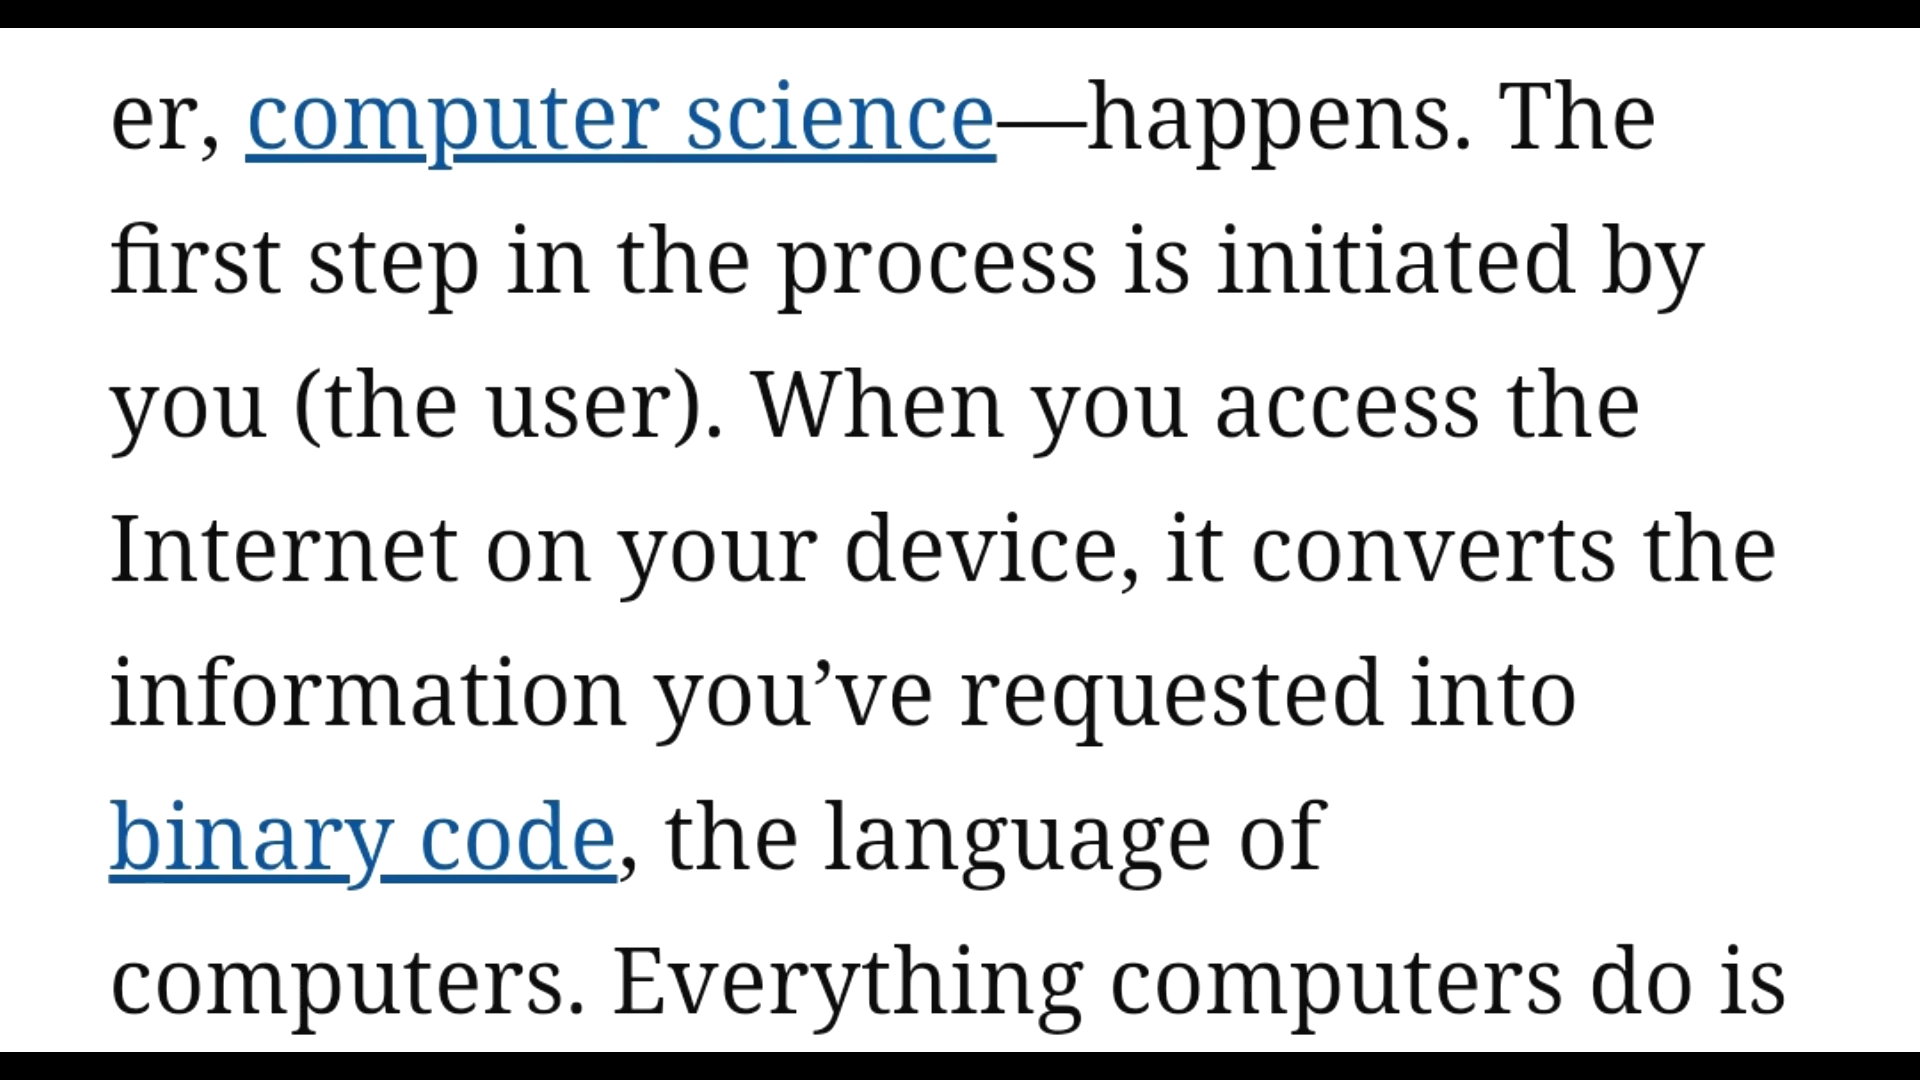 er, computer science—happens. The
first step in the process is initiated by
you (the user). When you access the
Internet on your device, it converts the
information you’ve requested into
binary code, the language of
computers. Everything computers do is